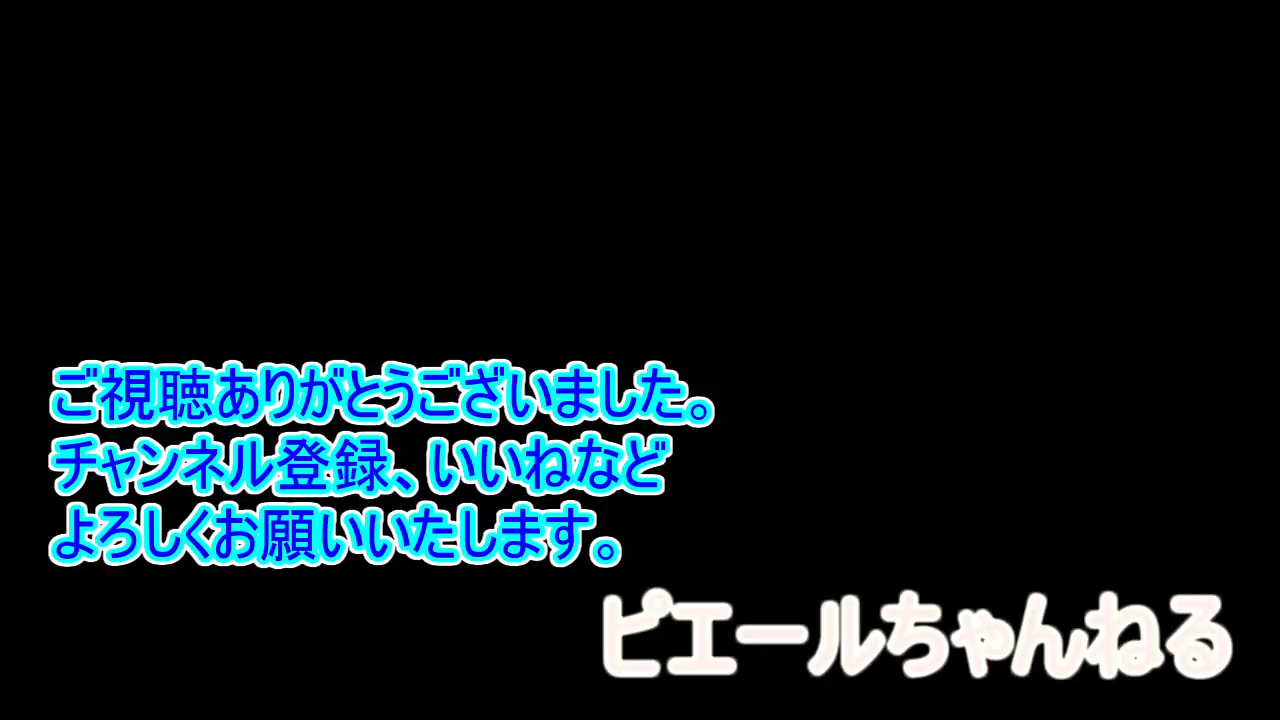 ご視聴ありがとうございました。
チャンネル登録、いいねなど
よろしくお願いいたします。
ピエールちゃんねる